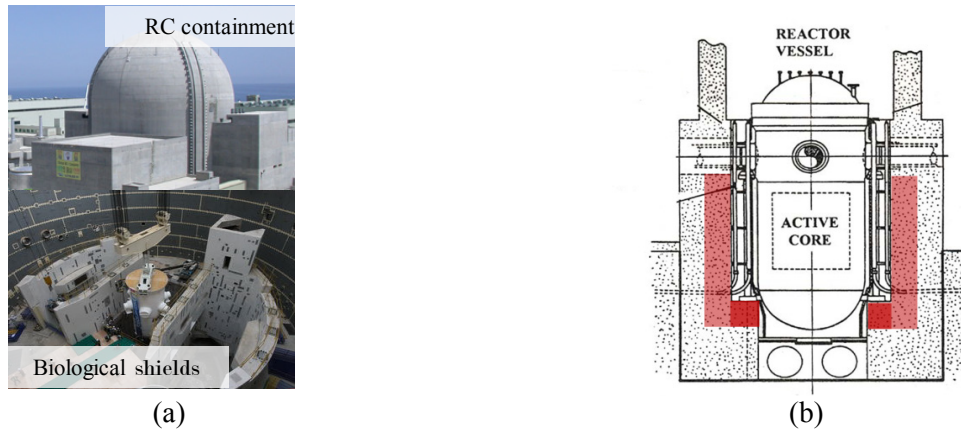 RC containment
Biological shields
(a)
REACTOR
VESSEL
ACTIVE
CORE
(b)